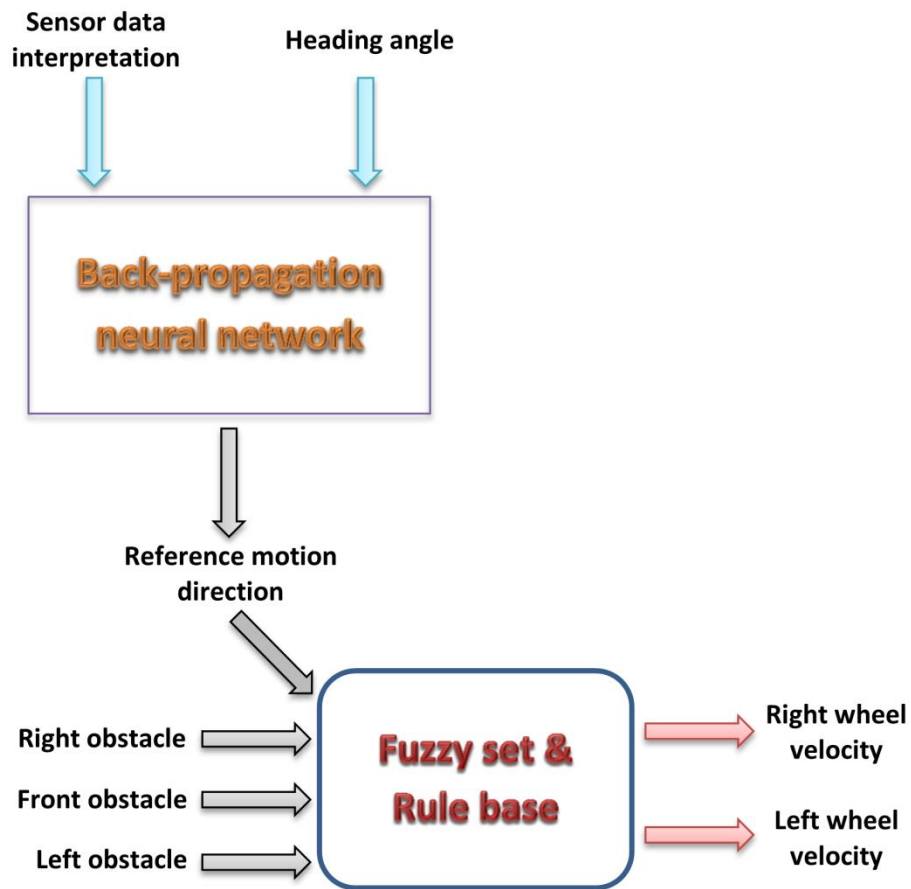 Sensor data
interpretation
Heading angle
Back-propagation
neural network
Reference motion
direction
Right obstacle
Front obstacle
Left obstacle
Fuzzy set &
Rule base
Right wheel
velocity
Left wheel
velocity